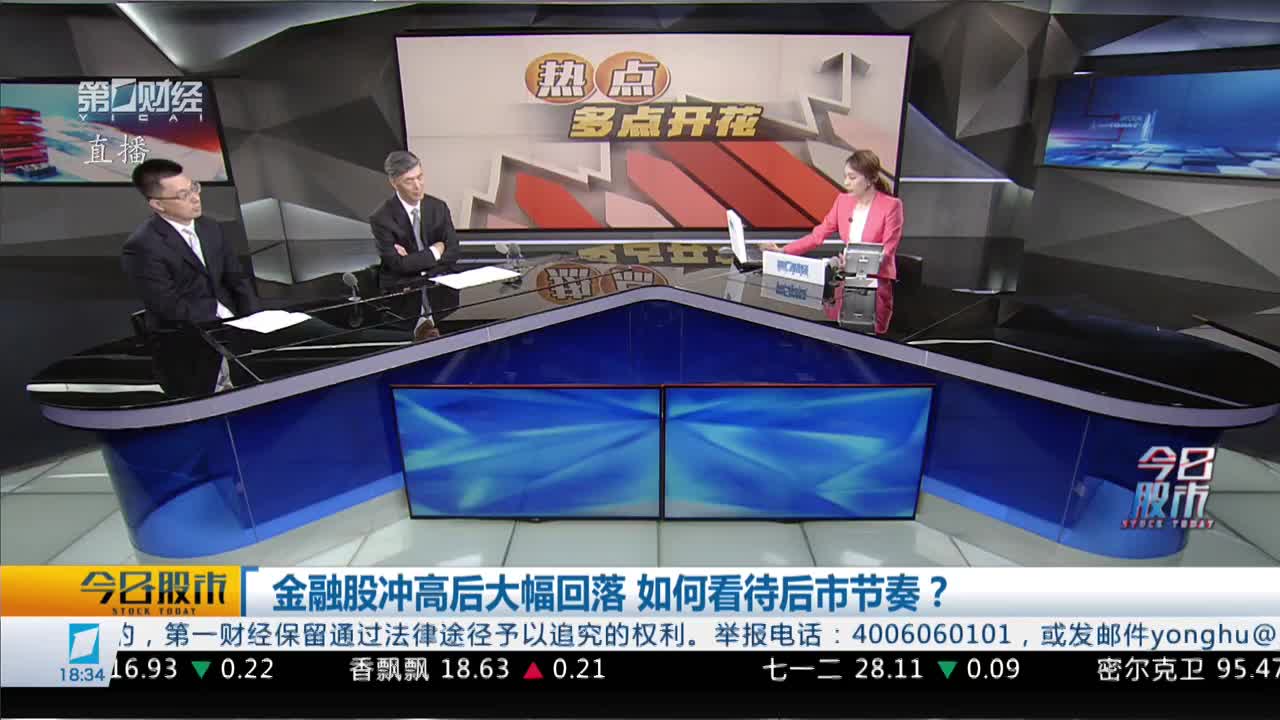 第一财经
YICAI
直播
热点
多点开花
今日股市
STOCK TODAY
今日股市
STOCK TODAY
金融股冲高后大幅回落 如何看待后市节奏？
的，第一财经保留通过法律途径予以追究的权利。举报电话：4006060101，或发邮件yonghu@
18:34
16.93 ▼ 0.22 香飘飘 18.63 ▲ 0.21 七一二 28.11 ▼ 0.09 密尔克卫 95.47